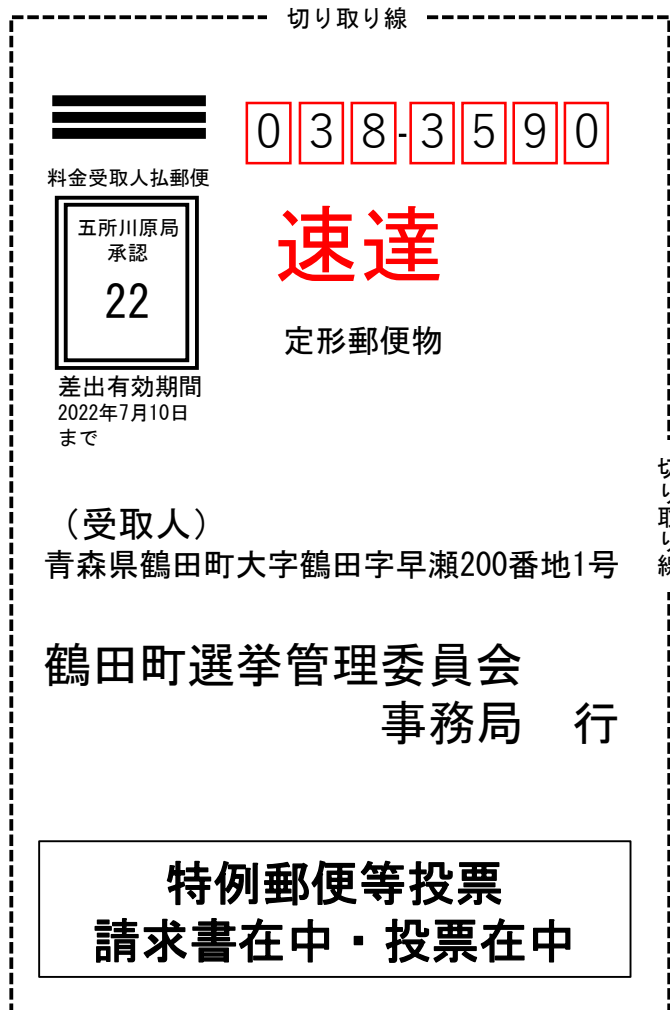 切り取り線
038-3590
料金受取人払郵便
五所川原局
承認
22
速達
定形郵便物
差出有効期間
2022年7月10日
まで
切り取り線
（受取人）
青森県鶴田町大字鶴田字早瀬200番地1号
鶴田町選挙管理委員会
事務局　行
特例郵便等投票
請求書在中・投票在中